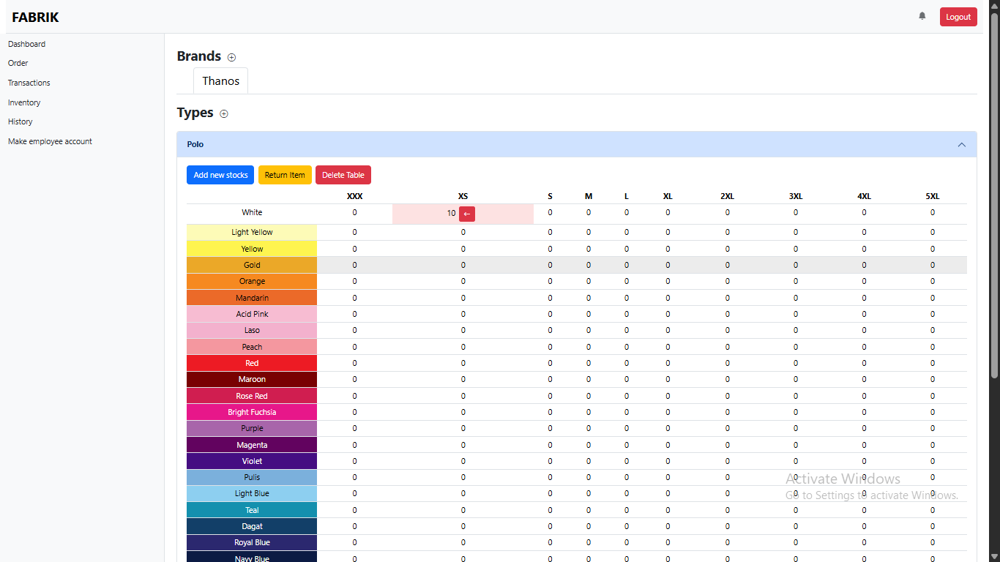 FABRIK
Logout
Dashboard
Order
Transactions
Inventory
History
Make employee account
Brands
Thanos
Types
Polo
Add new stocks Return Item Delete Table
XXX XS S M L XL 2XL 3XL 4XL 5XL
White 0 10 ← 0 0 0 0 0 0 0 0
Light Yellow 0 0 0 0 0 0 0 0 0 0
Yellow 0 0 0 0 0 0 0 0 0 0
Gold 0 0 0 0 0 0 0 0 0 0
Orange 0 0 0 0 0 0 0 0 0 0
Mandarin 0 0 0 0 0 0 0 0 0 0
Acid Pink 0 0 0 0 0 0 0 0 0 0
Laso 0 0 0 0 0 0 0 0 0 0
Peach 0 0 0 0 0 0 0 0 0 0
Red 0 0 0 0 0 0 0 0 0 0
Maroon 0 0 0 0 0 0 0 0 0 0
Rose Red 0 0 0 0 0 0 0 0 0 0
Bright Fuchsia 0 0 0 0 0 0 0 0 0 0
Purple 0 0 0 0 0 0 0 0 0 0
Magenta 0 0 0 0 0 0 0 0 0 0
Violet 0 0 0 0 0 0 0 0 0 0
Pulis 0 0 0 0 0 0 0 0 0 0
Light Blue 0 0 0 0 0 0 0 0 0 0
Teal 0 0 0 0 0 0 0 0 0 0
Dagat 0 0 0 0 0 0 0 0 0 0
Royal Blue 0 0 0 0 0 0 0 0 0 0
Navy Blue 0 0 0 0 0 0 0 0 0 0
Activate Windows
Go to Settings to activate Windows.